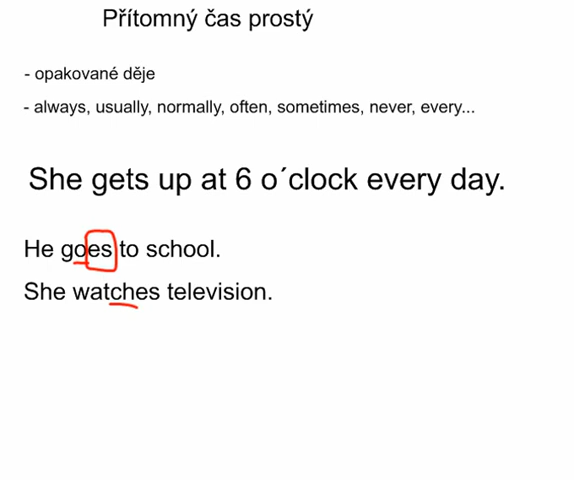 Přítomný čas prostý
- opakované děje
- always, usually, normally, often, sometimes, never, every...
She gets up at 6 o´clock every day.
He goes to school.
She watches television.